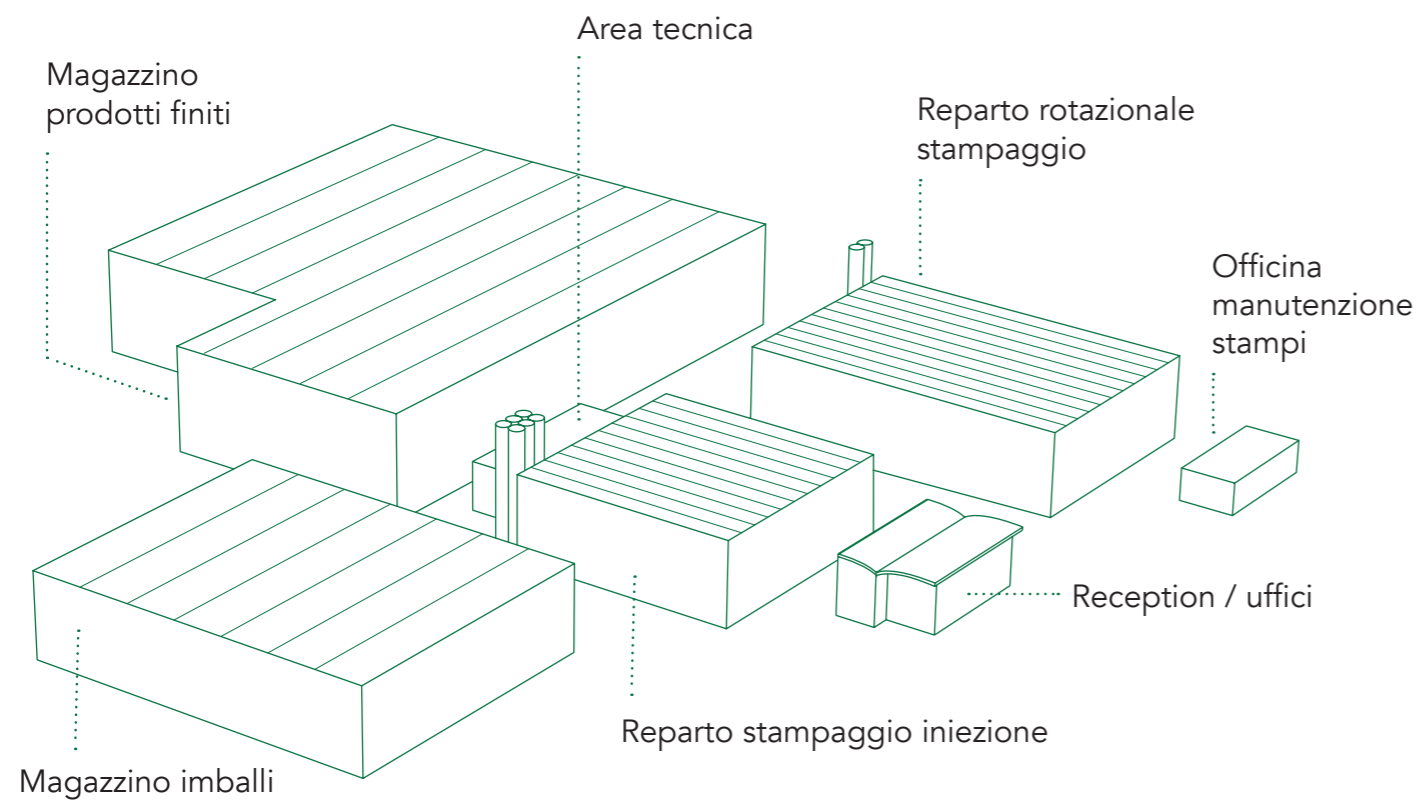 Area tecnica
Magazzino
prodotti finiti
Reparto rotazionale
stampaggio
Officina
manutenzione
stampi
Reception / uffici
Reparto stampaggio iniezione
Magazzino imballi